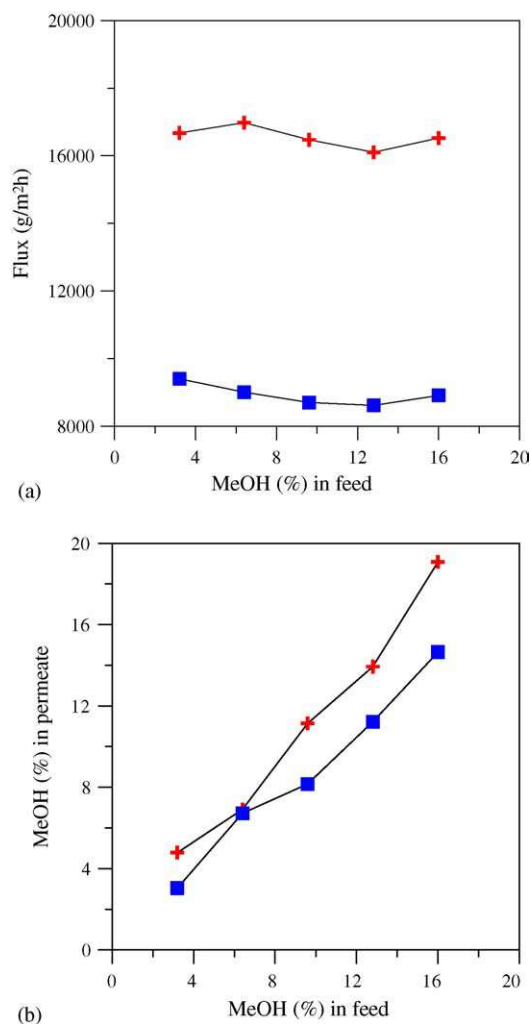 20000
16000
12000
8000
Flux (g/m²h)
0 4 8 12 16 20
MeOH (%) in feed
(a)
20
16
12
8
4
0
MeOH (%) in permeate
0 4 8 12 16 20
MeOH (%) in feed
(b)